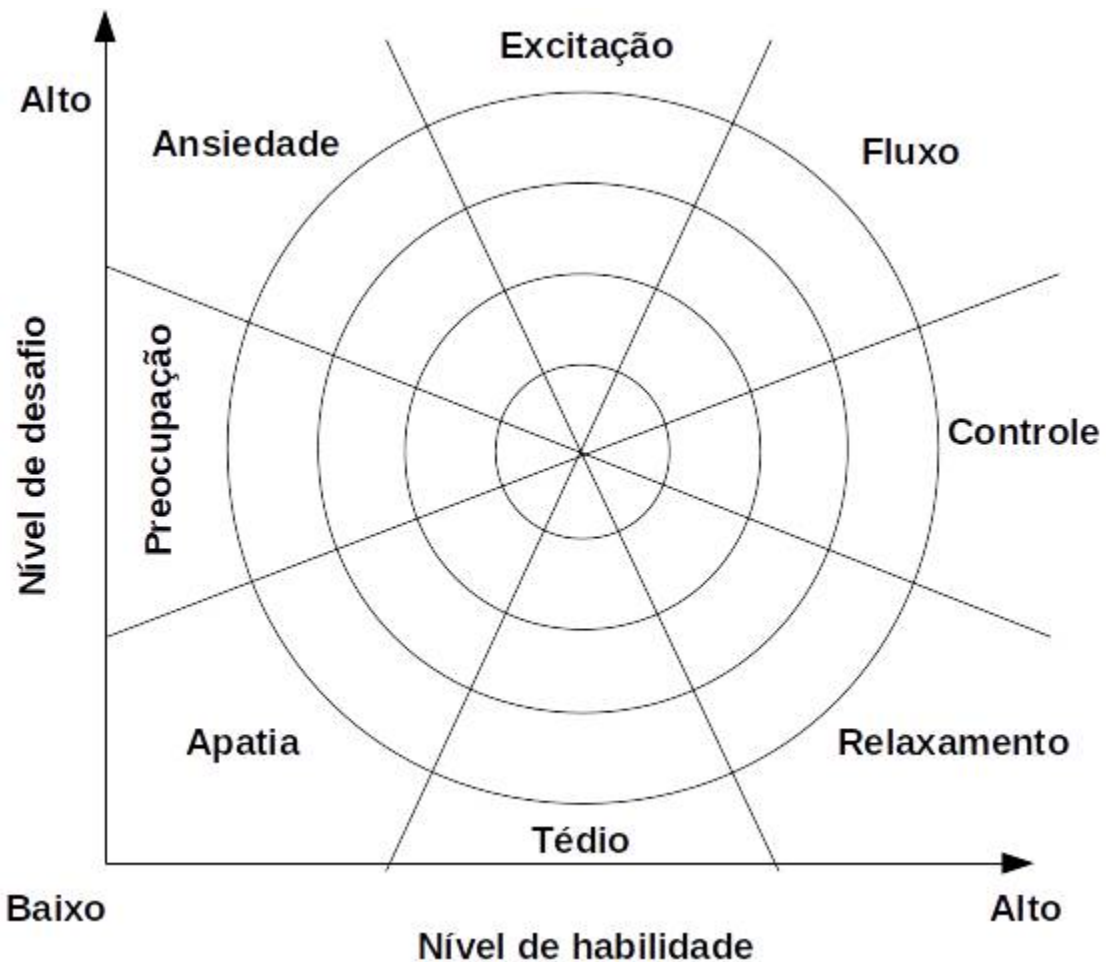 Excitação
Alto
Ansiedade
Fluxo
Preocupação
Nível de desafio
Controle
Apatia
Relaxamento
Tédio
Baixo
Alto
Nível de habilidade